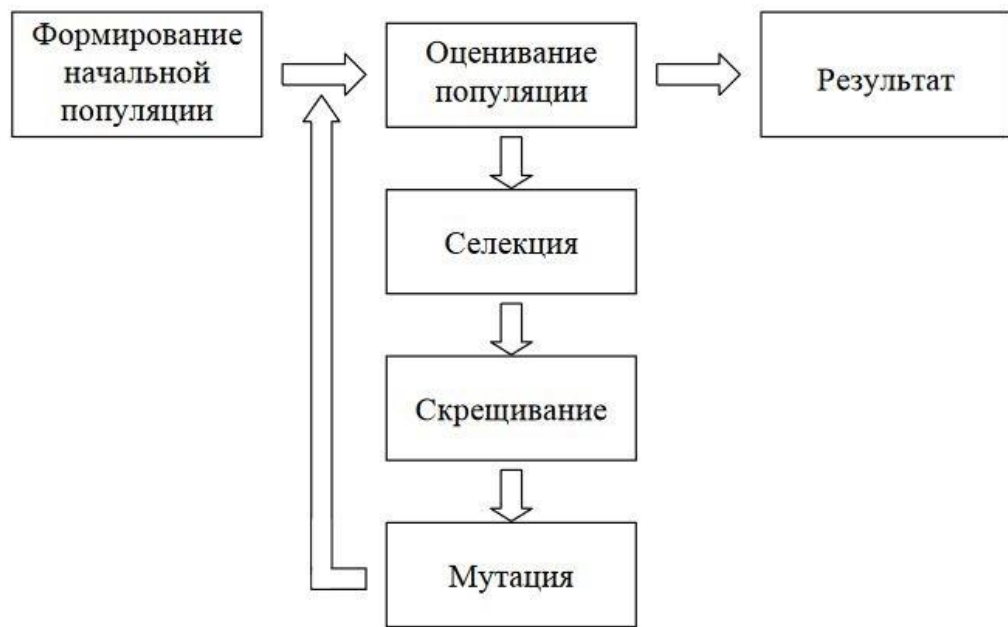 Формирование
начальной
популяции
Оценивание
популяции
Результат
Селекция
Скрещивание
Мутация